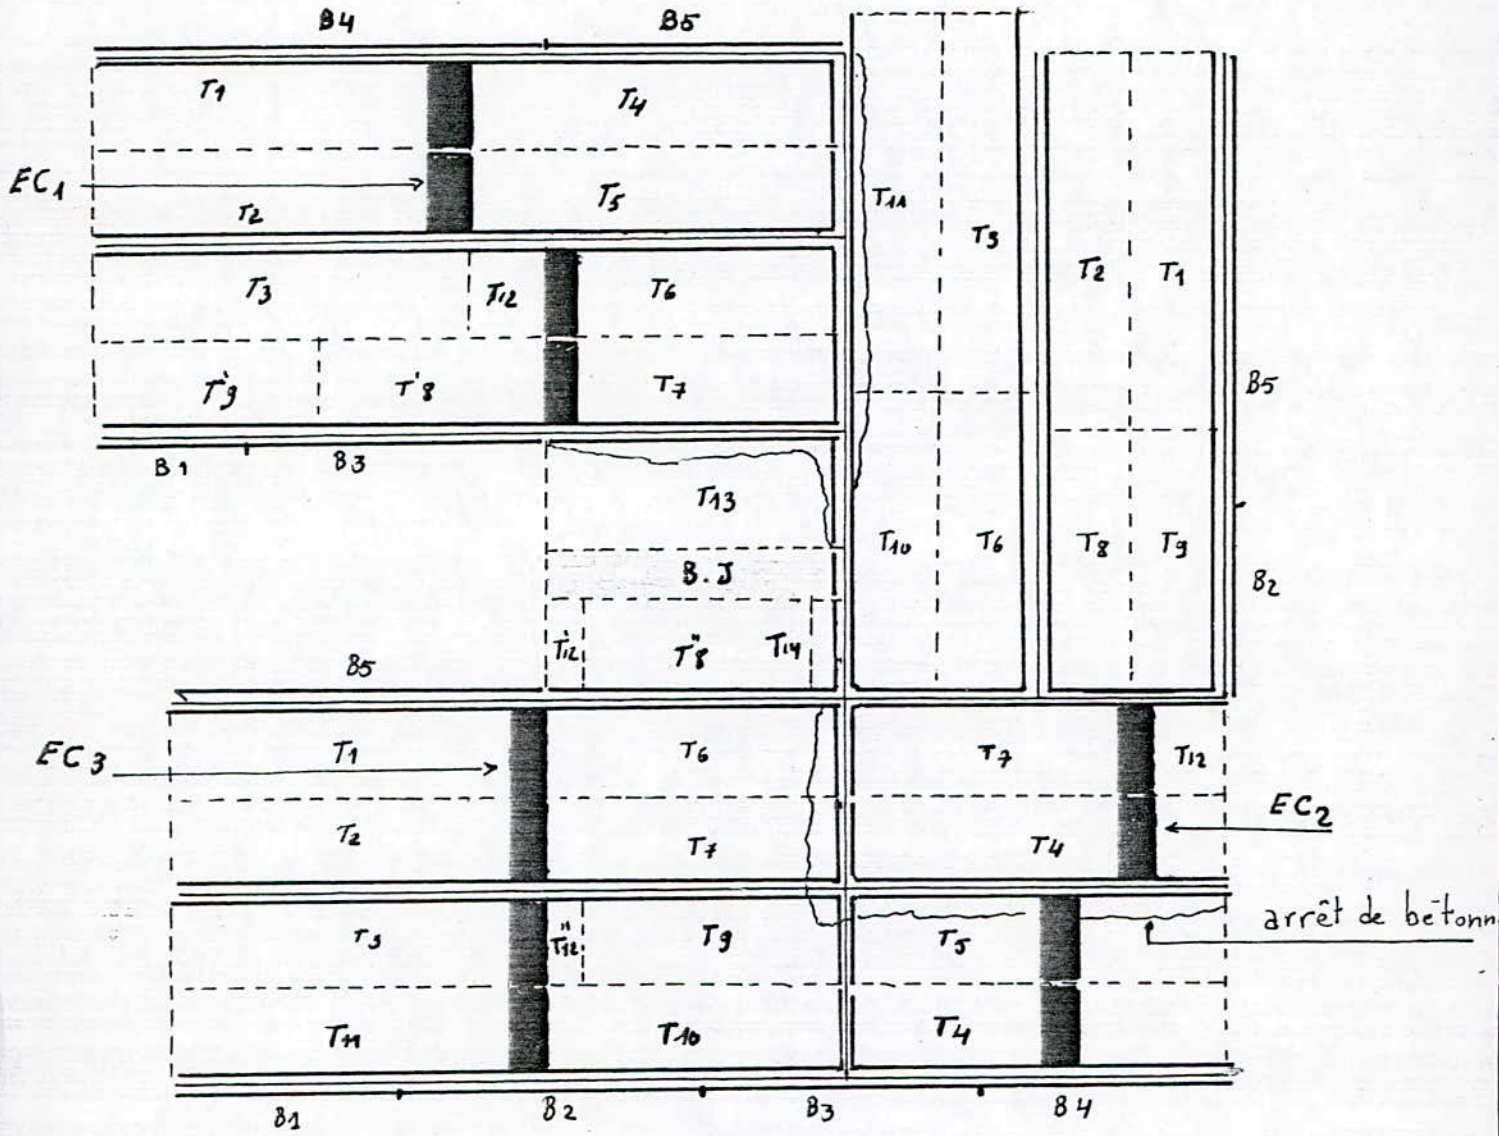 B4 B5
T1 T4
EC1
T2 T5
T11 T3 T2 T1
T3 T12 T6
T'9 T'8 T7
B5
B1 B3
T13
T10 T6 T8 T9
B.J
B2
T'12 T"8 T14
B5
EC3 T1 T6 T7 T12
EC2
T2 T7 T4
arrêt de bétonn
T3 T"12 T9 T5
T11 T10 T4
B1 B2 B3 B4